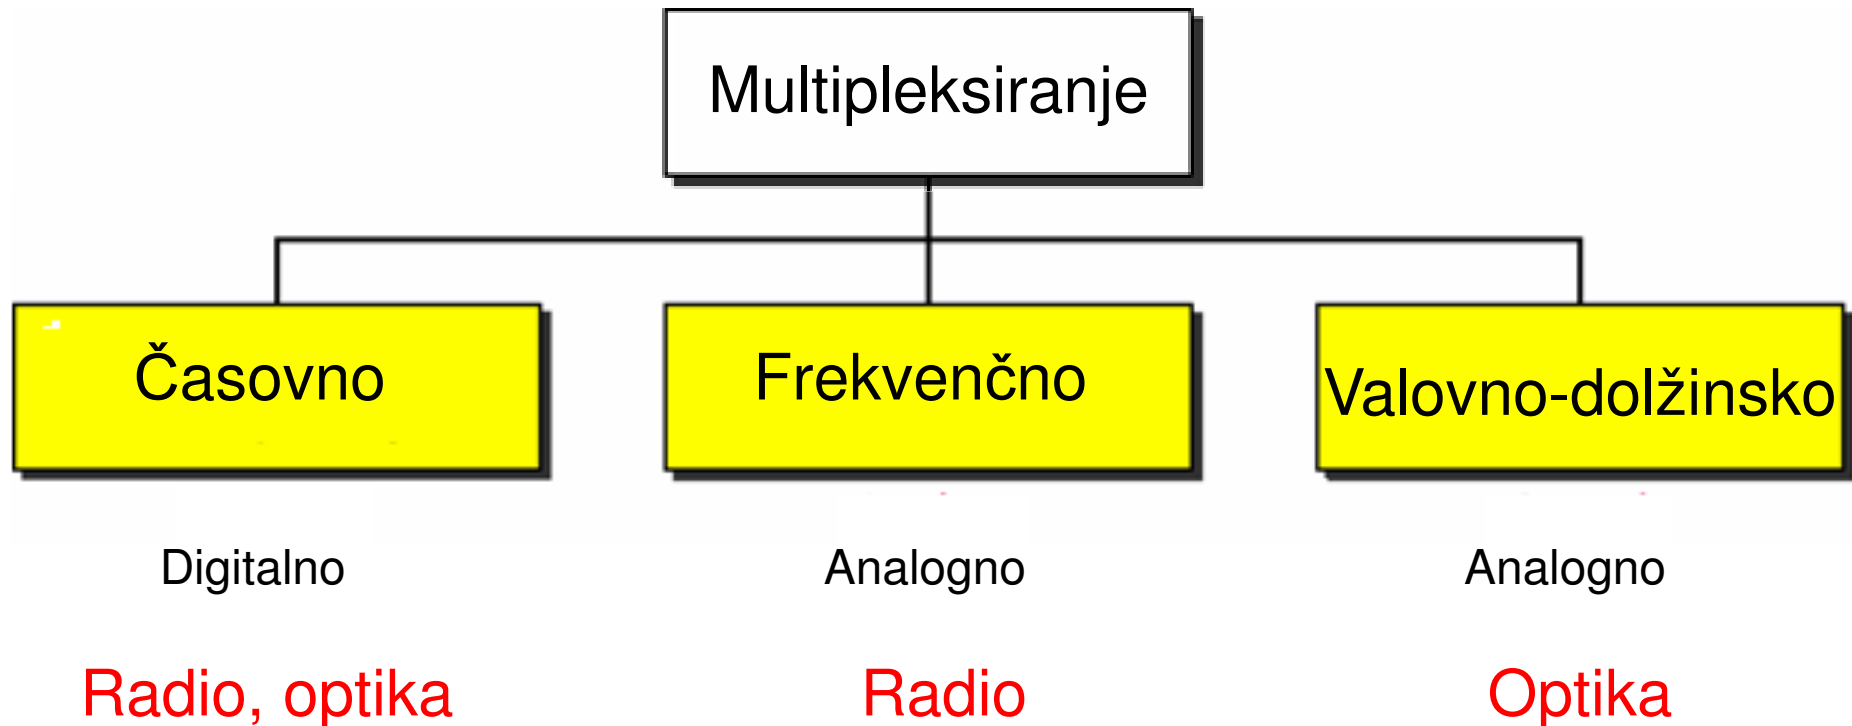 Multipleksiranje
Časovno
Frekvenčno
Valovno-dolžinsko
Digitalno
Analogno
Analogno
Radio, optika
Radio
Optika